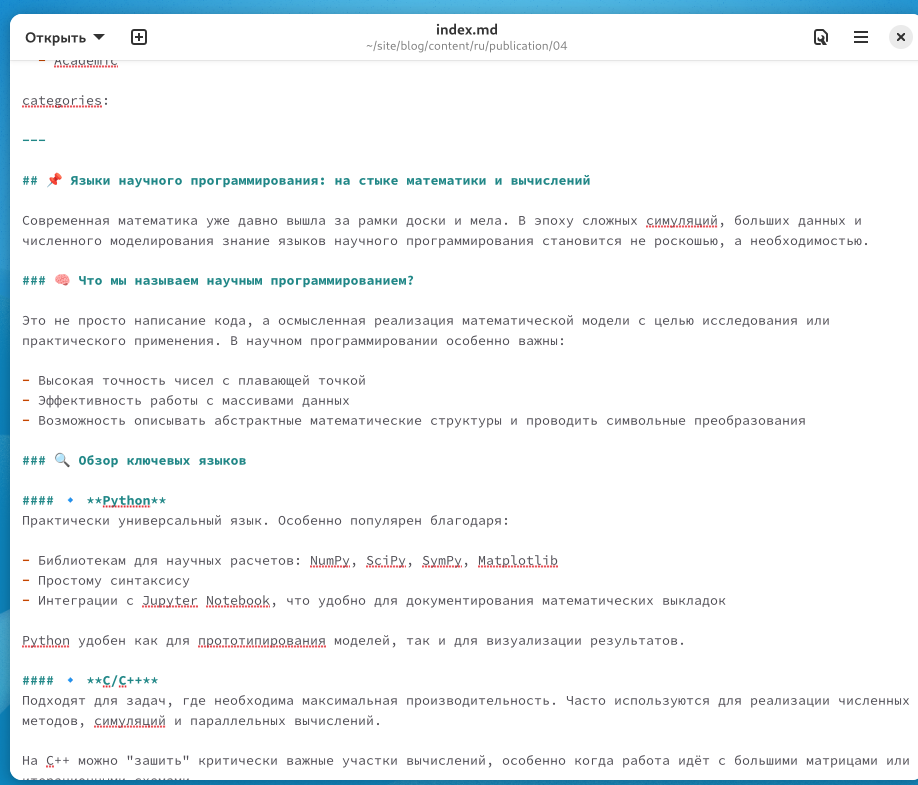 Открыть
index.md
~/site/blog/content/ru/publication/04
- Academic
categories:
---
## 📌 Языки научного программирования: на стыке математики и вычислений
Современная математика уже давно вышла за рамки доски и мела. В эпоху сложных симуляций, больших данных и
численного моделирования знание языков научного программирования становится не роскошью, а необходимостью.
### 🧠 Что мы называем научным программированием?
Это не просто написание кода, а осмысленная реализация математической модели с целью исследования или
практического применения. В научном программировании особенно важны:
- Высокая точность чисел с плавающей точкой
- Эффективность работы с массивами данных
- Возможность описывать абстрактные математические структуры и проводить символьные преобразования
### 🔍 Обзор ключевых языков
#### 🔹 **Python**
Практически универсальный язык. Особенно популярен благодаря:
- Библиотекам для научных расчетов: NumPy, SciPy, SymPy, Matplotlib
- Простому синтаксису
- Интеграции с Jupyter Notebook, что удобно для документирования математических выкладок
Python удобен как для прототипирования моделей, так и для визуализации результатов.
#### 🔹 **C/C++**
Подходят для задач, где необходима максимальная производительность. Часто используются для реализации численных
методов, симуляций и параллельных вычислений.
На C++ можно "зашить" критически важные участки вычислений, особенно когда работа идёт с большими матрицами или